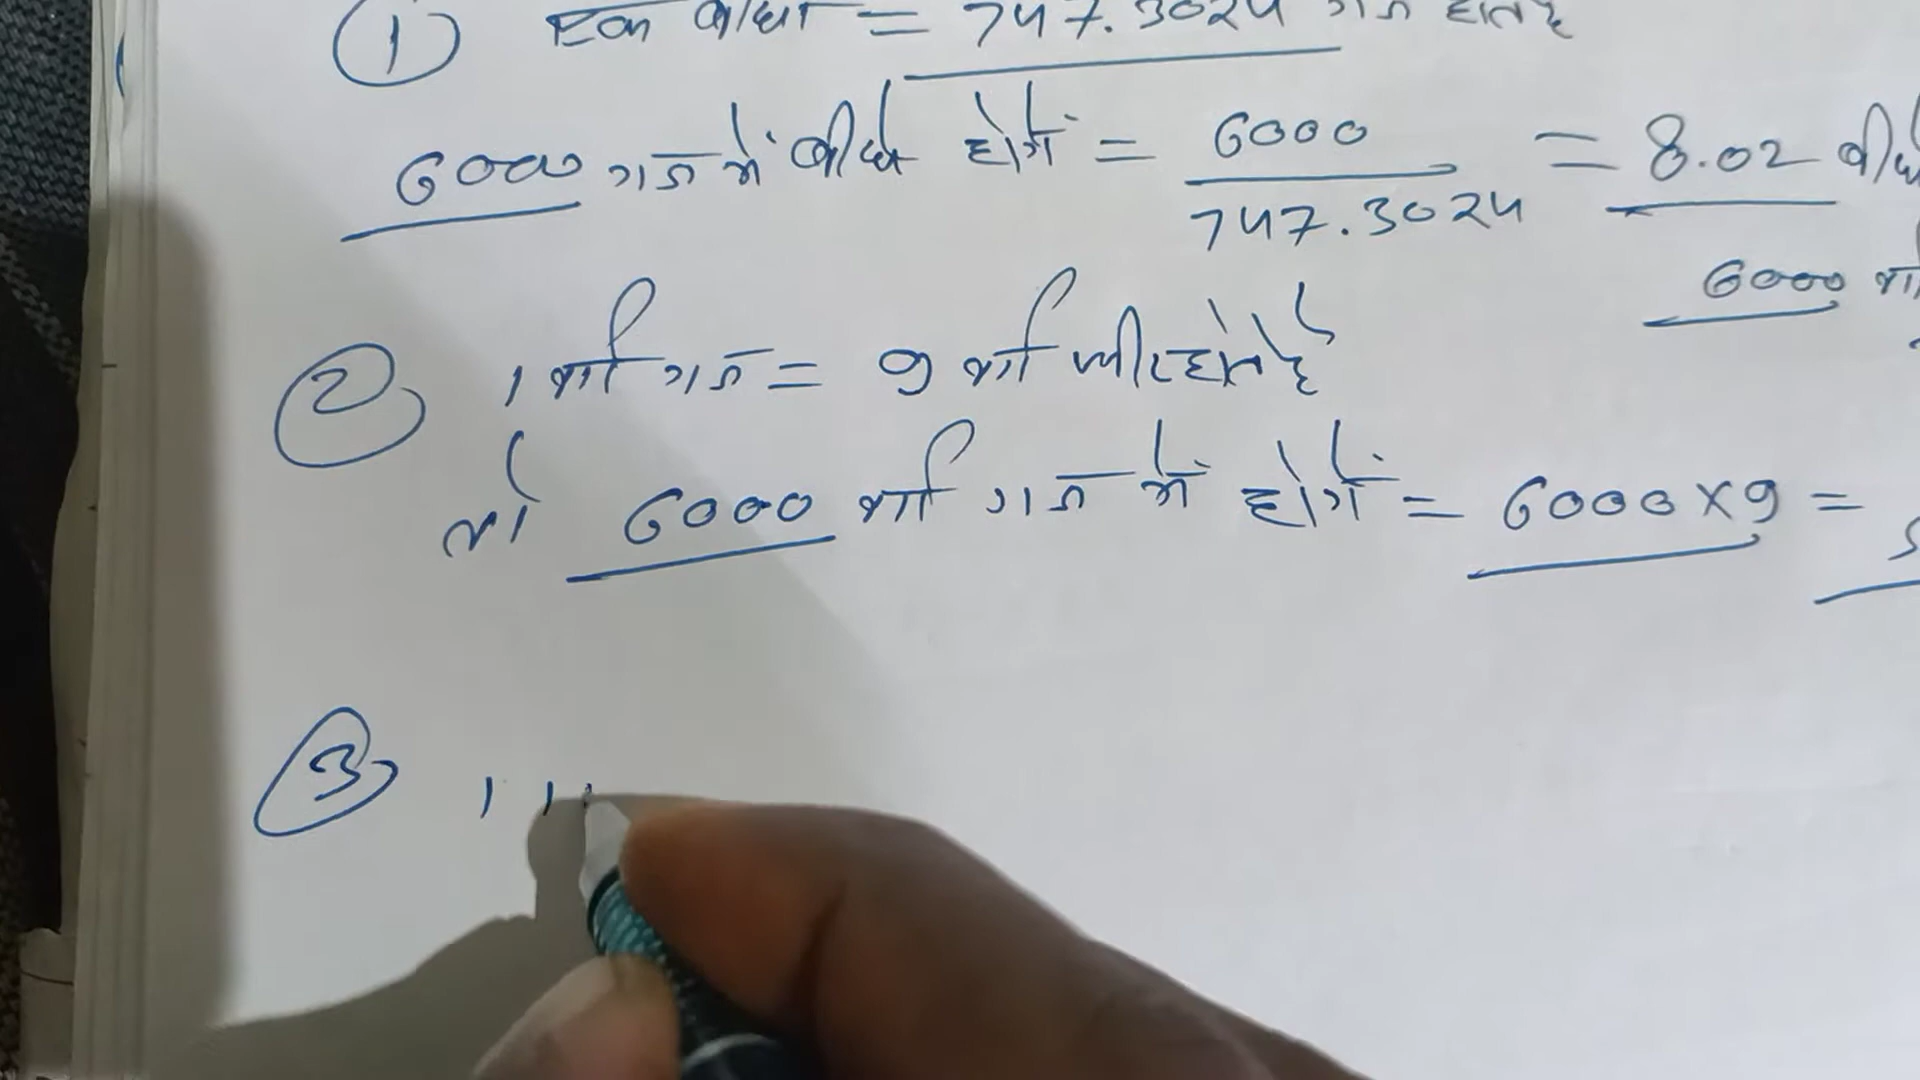 ① एक बीघा = 747.3024 गज होते है
6000 गज में बीघे होंगे = 6000 / 747.3024 = 8.02 बीघे
6000
② 1 वर्ग गज = 9 वर्ग फीट होते है
तो 6000 वर्ग गज में होंगे = 6000 x 9 =
③ 1